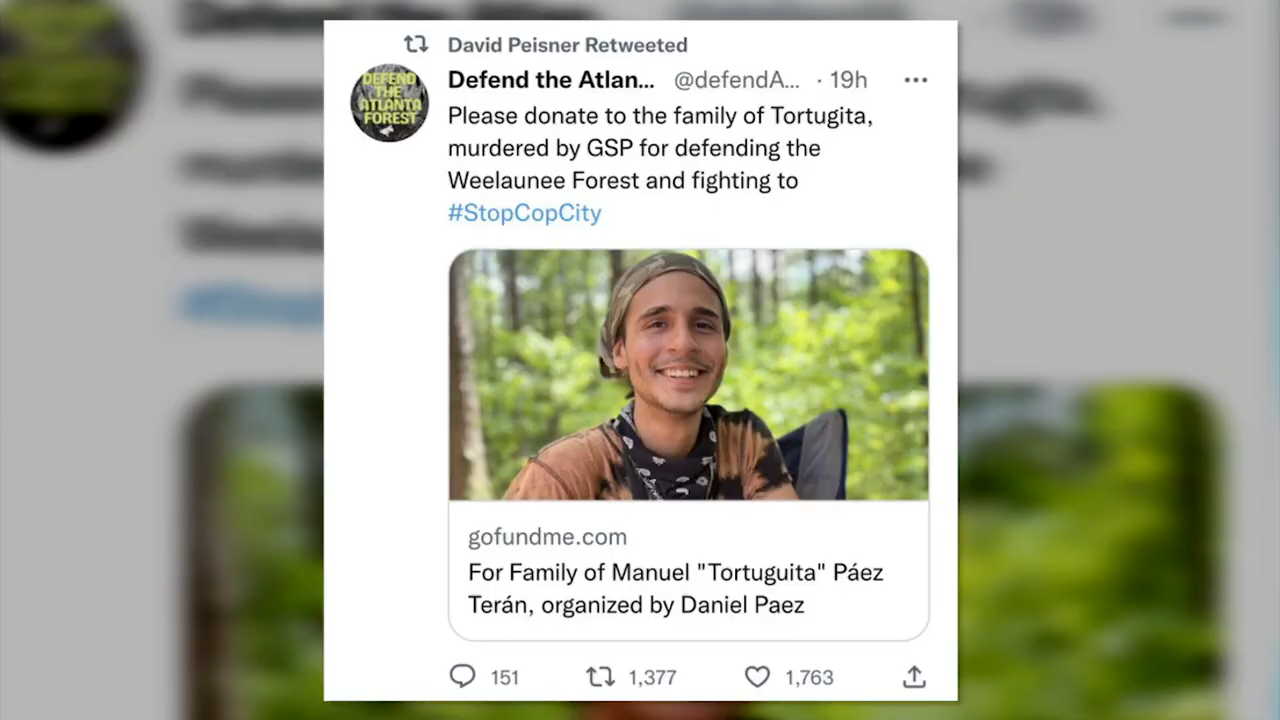 David Peisner Retweeted
Defend the Atlan... @defendA... · 19h
DEFEND
THE
ATLANTA
FOREST
Please donate to the family of Tortugita,
murdered by GSP for defending the
Weelaunee Forest and fighting to
#StopCopCity
gofundme.com
For Family of Manuel "Tortuguita" Páez
Terán, organized by Daniel Paez
151 1,377 1,763